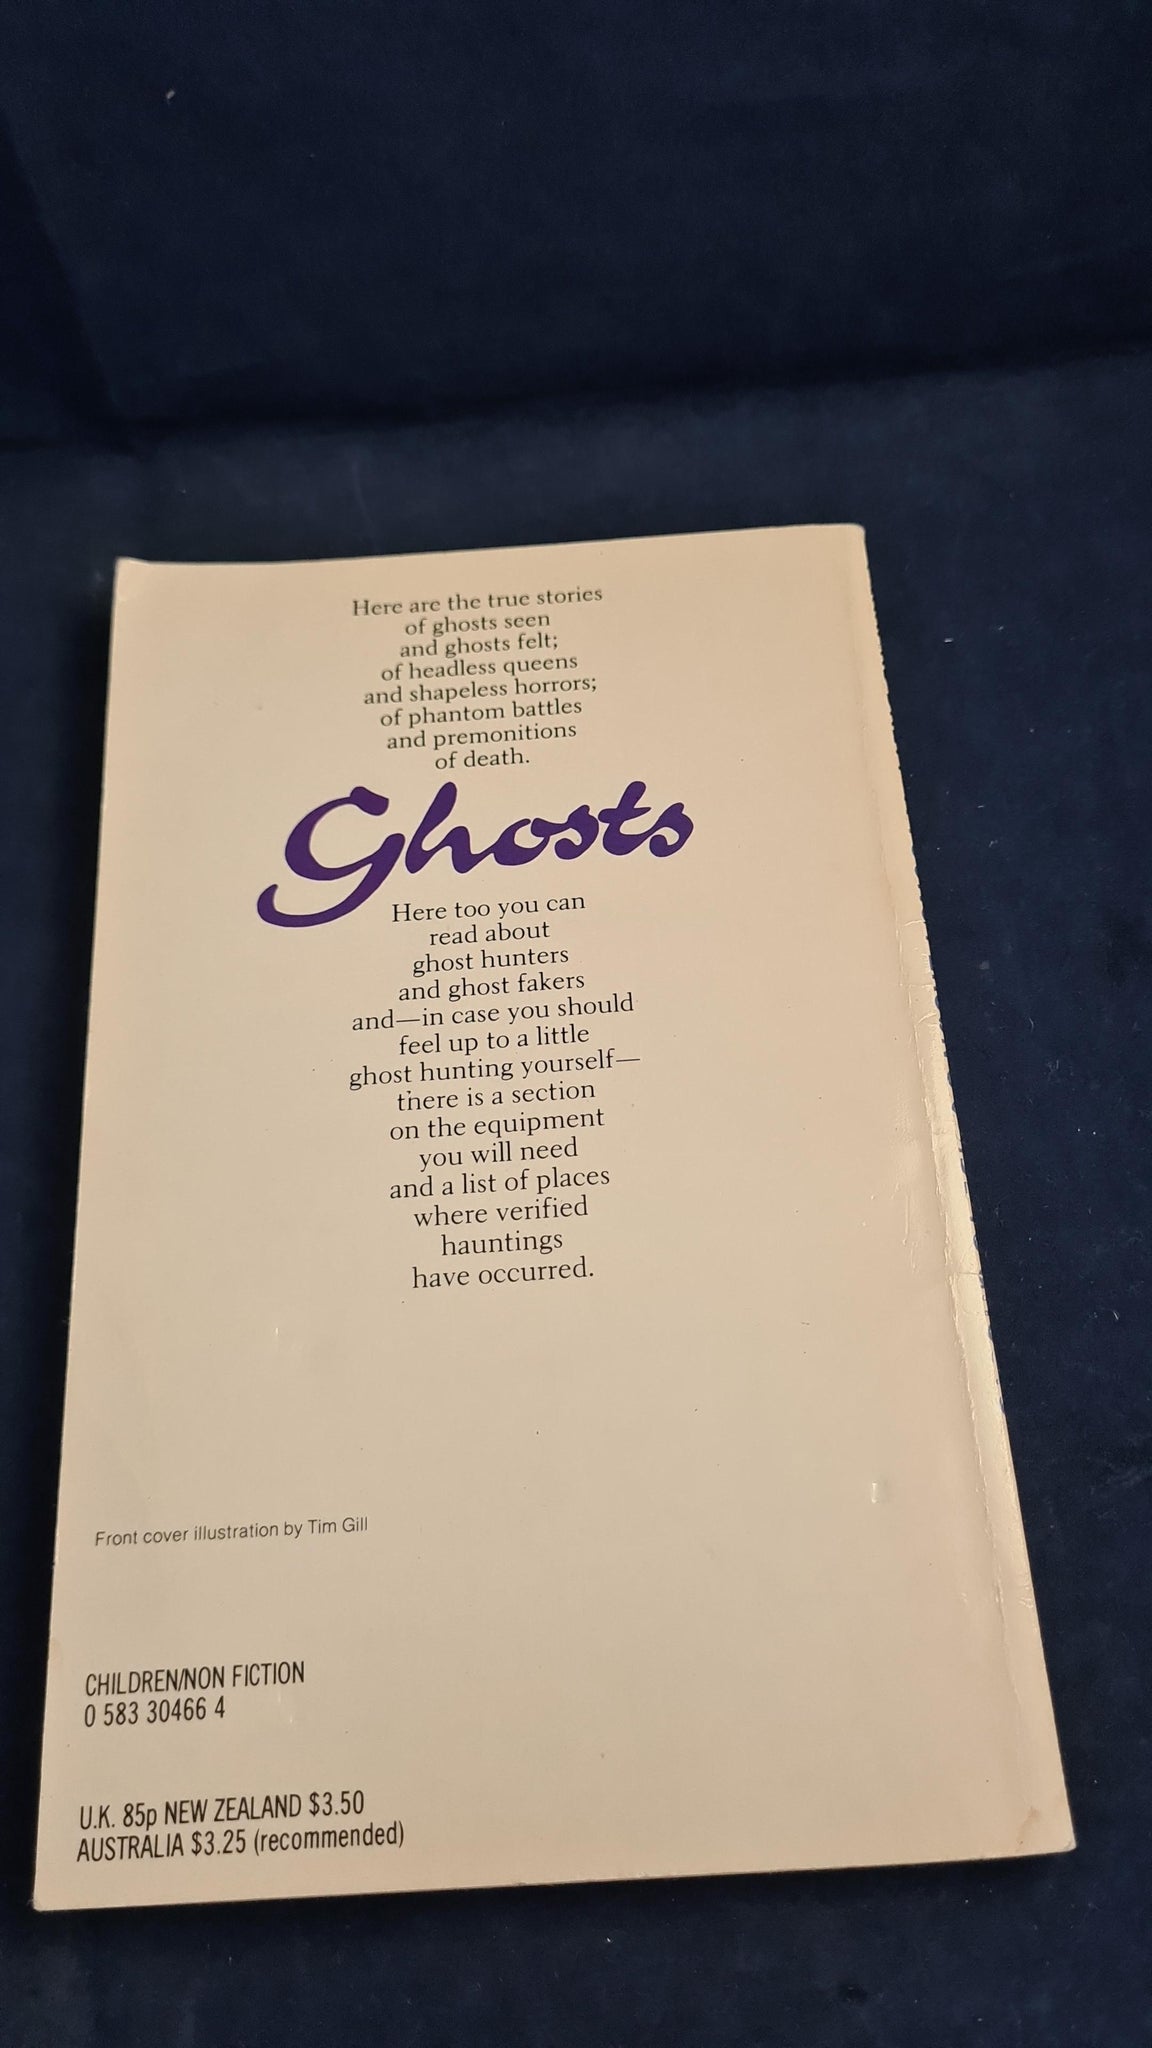 Here are the true stories
of ghosts seen
and ghosts felt;
of headless queens
and shapeless horrors;
of phantom battles
and premonitions
of death.
Ghosts
Here too you can
read about
ghost hunters
and ghost fakers
and—in case you should
feel up to a little
ghost hunting yourself—
there is a section
on the equipment
you will need
and a list of places
where verified
hauntings
have occurred.
Front cover illustration by Tim Gill
CHILDREN/NON FICTION
0 583 30466 4
U.K. 85p NEW ZEALAND $3.50
AUSTRALIA $3.25 (recommended)